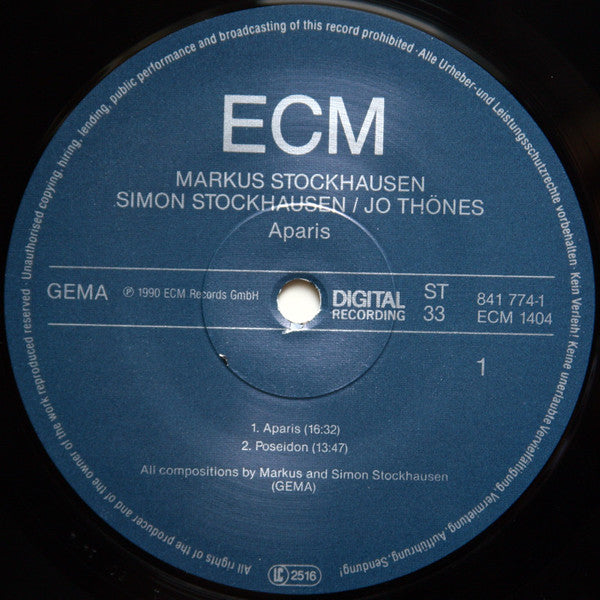 ECM
MARKUS STOCKHAUSEN
SIMON STOCKHAUSEN / JO THÖNES
Aparis
GEMA
℗ 1990 ECM Records GmbH
DIGITAL
RECORDING
ST
33
841 774-1
ECM 1404
1
1. Aparis (16:32)
2. Poseidon (13:47)
All compositions by Markus and Simon Stockhausen
(GEMA)
All rights of the producer and of the owner of the work reproduced reserved · Unauthorised copying, hiring, lending, public performance and broadcasting of this record prohibited · Alle Urheber- und Leistungsschutzrechte vorbehalten. Kein Verleih! Keine unerlaubte Vervielfältigung, Vermietung, Aufführung, Sendung!
LC 2516